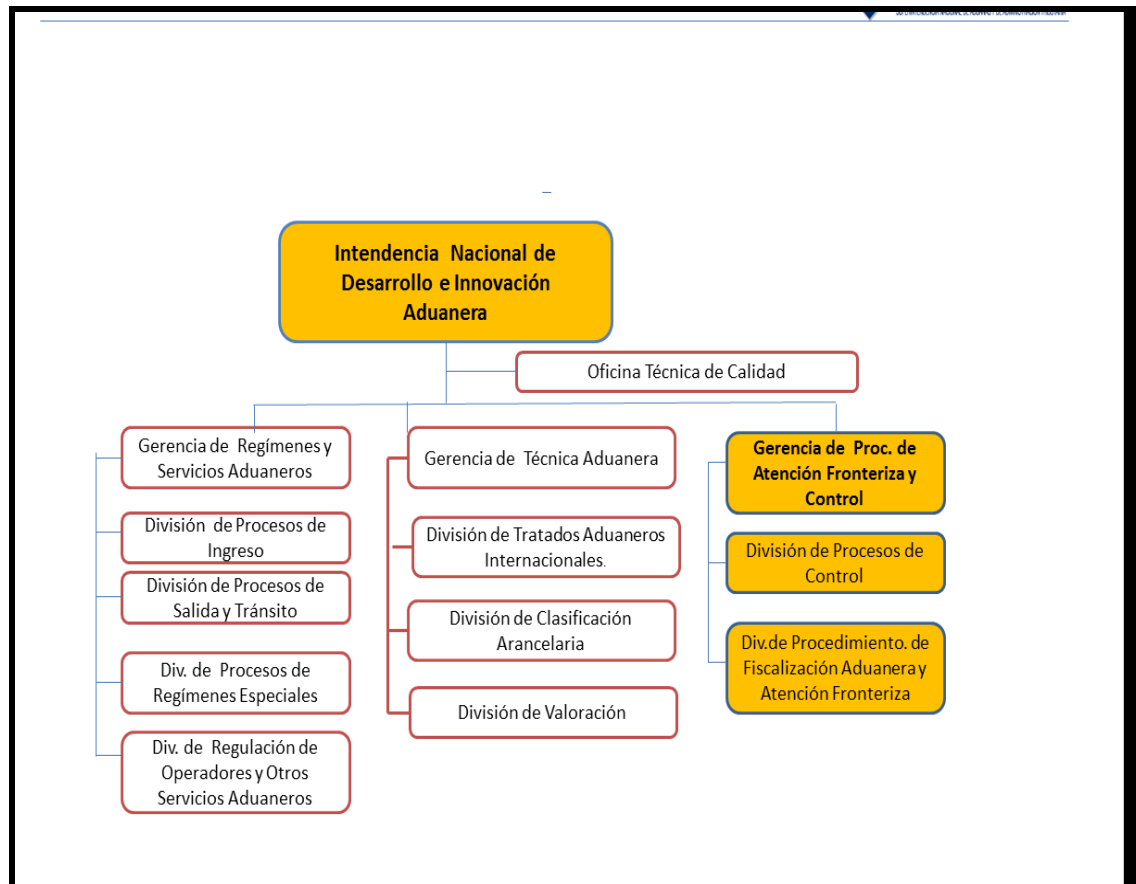 Intendencia Nacional de
Desarrollo e Innovación
Aduanera
Oficina Técnica de Calidad
Gerencia de Regímenes y
Servicios Aduaneros
División de Procesos de
Ingreso
División de Procesos de
Salida y Tránsito
Div. de Procesos de
Regímenes Especiales
Div. de Regulación de
Operadores y Otros
Servicios Aduaneros
Gerencia de Técnica Aduanera
División de Tratados Aduaneros
Internacionales.
División de Clasificación
Arancelaria
División de Valoración
Gerencia de Proc. de
Atención Fronteriza y
Control
División de Procesos de
Control
Div.de Procedimiento. de
Fiscalización Aduanera y
Atención Fronteriza